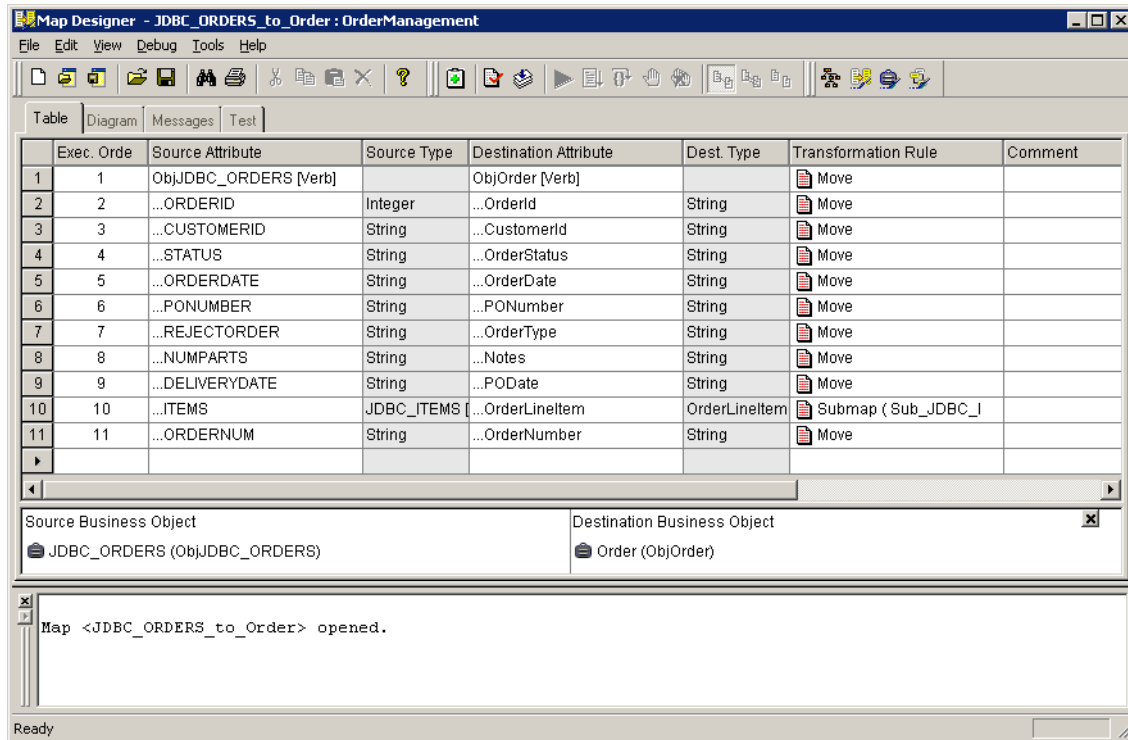 Map Designer - JDBC_ORDERS_to_Order : OrderManagement
File Edit View Debug Tools Help
Table Diagram Messages Test
Exec. Orde Source Attribute Source Type Destination Attribute Dest. Type Transformation Rule Comment
1 1 ObjJDBC_ORDERS [Verb] ObjOrder [Verb] Move
2 2 ...ORDERID Integer ...OrderId String Move
3 3 ...CUSTOMERID String ...CustomerId String Move
4 4 ...STATUS String ...OrderStatus String Move
5 5 ...ORDERDATE String ...OrderDate String Move
6 6 ...PONUMBER String ...PONumber String Move
7 7 ...REJECTORDER String ...OrderType String Move
8 8 ...NUMPARTS String ...Notes String Move
9 9 ...DELIVERYDATE String ...PODate String Move
10 10 ...ITEMS JDBC_ITEMS [ ...OrderLineItem OrderLineItem Submap ( Sub_JDBC_I
11 11 ...ORDERNUM String ...OrderNumber String Move
Source Business Object Destination Business Object
JDBC_ORDERS (ObjJDBC_ORDERS) Order (ObjOrder)
Map <JDBC_ORDERS_to_Order> opened.
Ready